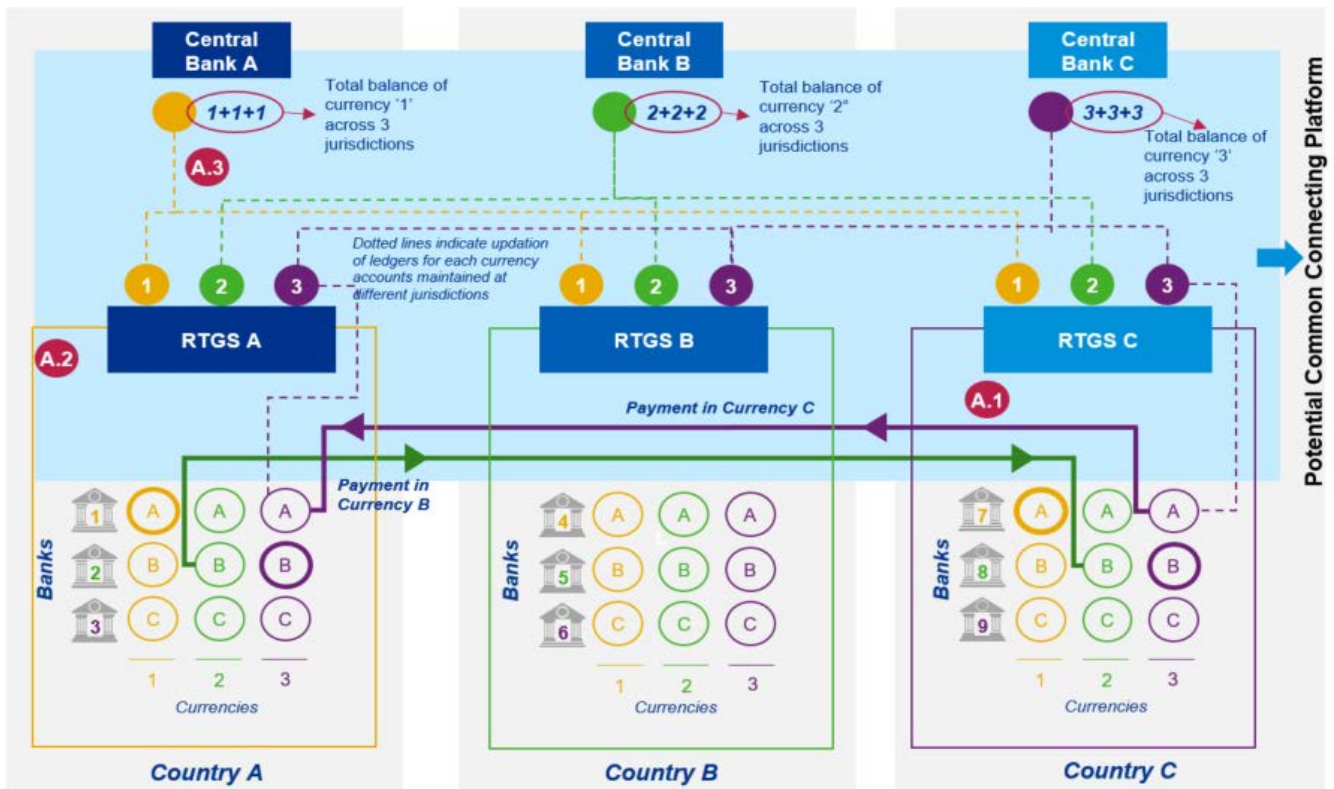 Central
Bank A
Central
Bank B
Central
Bank C
1+1+1
Total balance of
currency '1'
across 3
jurisdictions
2+2+2
Total balance of
currency '2"
across 3
jurisdictions
3+3+3
Total balance of
currency '3'
across 3
jurisdictions
A.3
Dotted lines indicate updation
of ledgers for each currency
accounts maintained at
different jurisdictions
1 2 3
1 2 3
1 2 3
RTGS A
RTGS B
RTGS C
A.2
A.1
Payment in Currency C
Payment in
Currency B
Banks
1 A A A
2 B B B
3 C C C
1 2 3
Currencies
Country A
Banks
4 A A A
5 B B B
6 C C C
1 2 3
Currencies
Country B
Banks
7 A A A
8 B B B
9 C C C
1 2 3
Currencies
Country C
Potential Common Connecting Platform